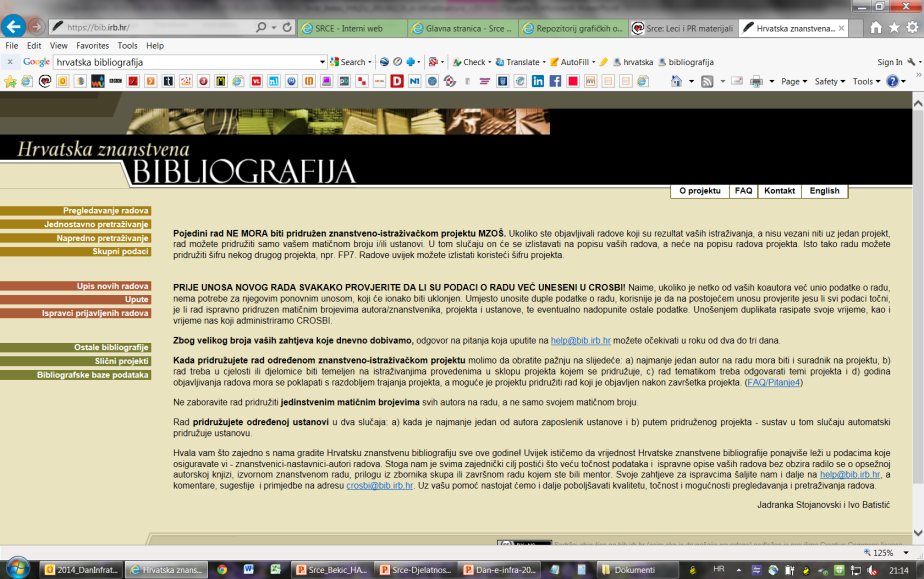 https://bib.irb.hr/
SRCE - Interni web
Glavna stranica - Srce ...
Repozitorij grafičkih o...
Srce: Leci i PR materijali
Hrvatska znanstvena...
File Edit View Favorites Tools Help
Google hrvatska bibliografija
Search Check Translate AutoFill hrvatska bibliografija Sign In
Page Safety Tools
Hrvatska znanstvena
BIBLIOGRAFIJA
O projektu FAQ Kontakt English
Pregledavanje radova
Jednostavno pretraživanje
Napredno pretraživanje
Skupni podaci
Upis novih radova
Upute
Ispravci prijavljenih radova
Ostale bibliografije
Slični projekti
Bibliografske baze podataka
Pojedini rad NE MORA biti pridružen znanstveno-istraživačkom projektu MZOŠ. Ukoliko ste objavljivali radove koji su rezultat vaših istraživanja, a nisu vezani niti uz jedan projekt,
rad možete pridružiti samo vašem matičnom broju i/ili ustanovi. U tom slučaju on će se izlistavati na popisu vaših radova, a neće na popisu radova projekta. Isto tako radu možete
pridružiti šifru nekog drugog projekta, npr. FP7. Radove uvijek možete izlistati koristeći šifru projekta.
PRIJE UNOSA NOVOG RADA SVAKAKO PROVJERITE DA LI SU PODACI O RADU VEĆ UNESENI U CROSBI! Naime, ukoliko je netko od vaših koautora već unio podatke o radu,
nema potrebe za njegovim ponovnim unosom, koji će ionako biti uklonjen. Umjesto unosite duple podatke o radu, korisnije je da na postojećem unosu provjerite jesu li svi podaci točni,
je li rad ispravno pridruzen matičnim brojevima autora/znanstvenika, projekta i ustanove, te eventualno nadopunite ostale podatke. Unošenjem duplikata rasipate svoje vrijeme, kao i
vrijeme nas koji administriramo CROSBI.
Zbog velikog broja vaših zahtjeva koje dnevno dobivamo, odgovor na pitanja koja uputite na help@bib.irb.hr možete očekivati u roku od dva do tri dana.
Kada pridružujete rad određenom znanstveno-istraživačkom projektu molimo da obratite pažnju na slijedeće: a) najmanje jedan autor na radu mora biti i suradnik na projektu, b)
rad treba u cjelosti ili djelomice biti temeljen na istraživanjima provedenima u sklopu projekta kojem se pridružuje, c) rad tematikom treba odgovarati temi projekta i d) godina
objavljivanja radova mora se poklapati s razdobljem trajanja projekta, a moguće je projektu pridružiti rad koji je objavljen nakon završetka projekta. (FAQ/Pitanje4)
Ne zaboravite rad pridružiti jedinstvenim matičnim brojevima svih autora na radu, a ne samo svojem matičnom broju.
Rad pridružujete određenoj ustanovi u dva slučaja: a) kada je najmanje jedan od autora zaposlenik ustanove i b) putem pridruženog projekta - sustav u tom slučaju automatski
pridružuje ustanovu.
Hvala vam što zajedno s nama gradite Hrvatsku znanstvenu bibliografiju sve ove godine! Uvijek ističemo da vrijednost Hrvatske znanstvene bibliografije ponajviše leži u podacima koje
osiguravate vi - znanstvenici-nastavnici-autori radova. Stoga nam je svima zajednički cilj postići što veću točnost podataka i ispravne opise vaših radova bez obzira radilo se o opsežnoj
autorskoj knjizi, izvornom znanstvenom radu, prilogu iz zbornika skupa ili završnom radu kojem ste bili mentor. Svoje zahtjeve za ispravcima šaljite nam i dalje na help@bib.irb.hr, a
komentare, sugestije i primjedbe na adresu crosbi@bib.irb.hr. Uz vašu pomoć nastojat ćemo i dalje poboljšavati kvalitetu, točnost i mogućnosti pregledavanja i pretraživanja radova.
Jadranka Stojanovski i Ivo Batistić
125%
2014_DanInfrat...
Hrvatska znans...
Srce_Bekic_HA...
Srce-Djelatnos...
Dan-e-infra-20...
Dokumenti
HR
21:14